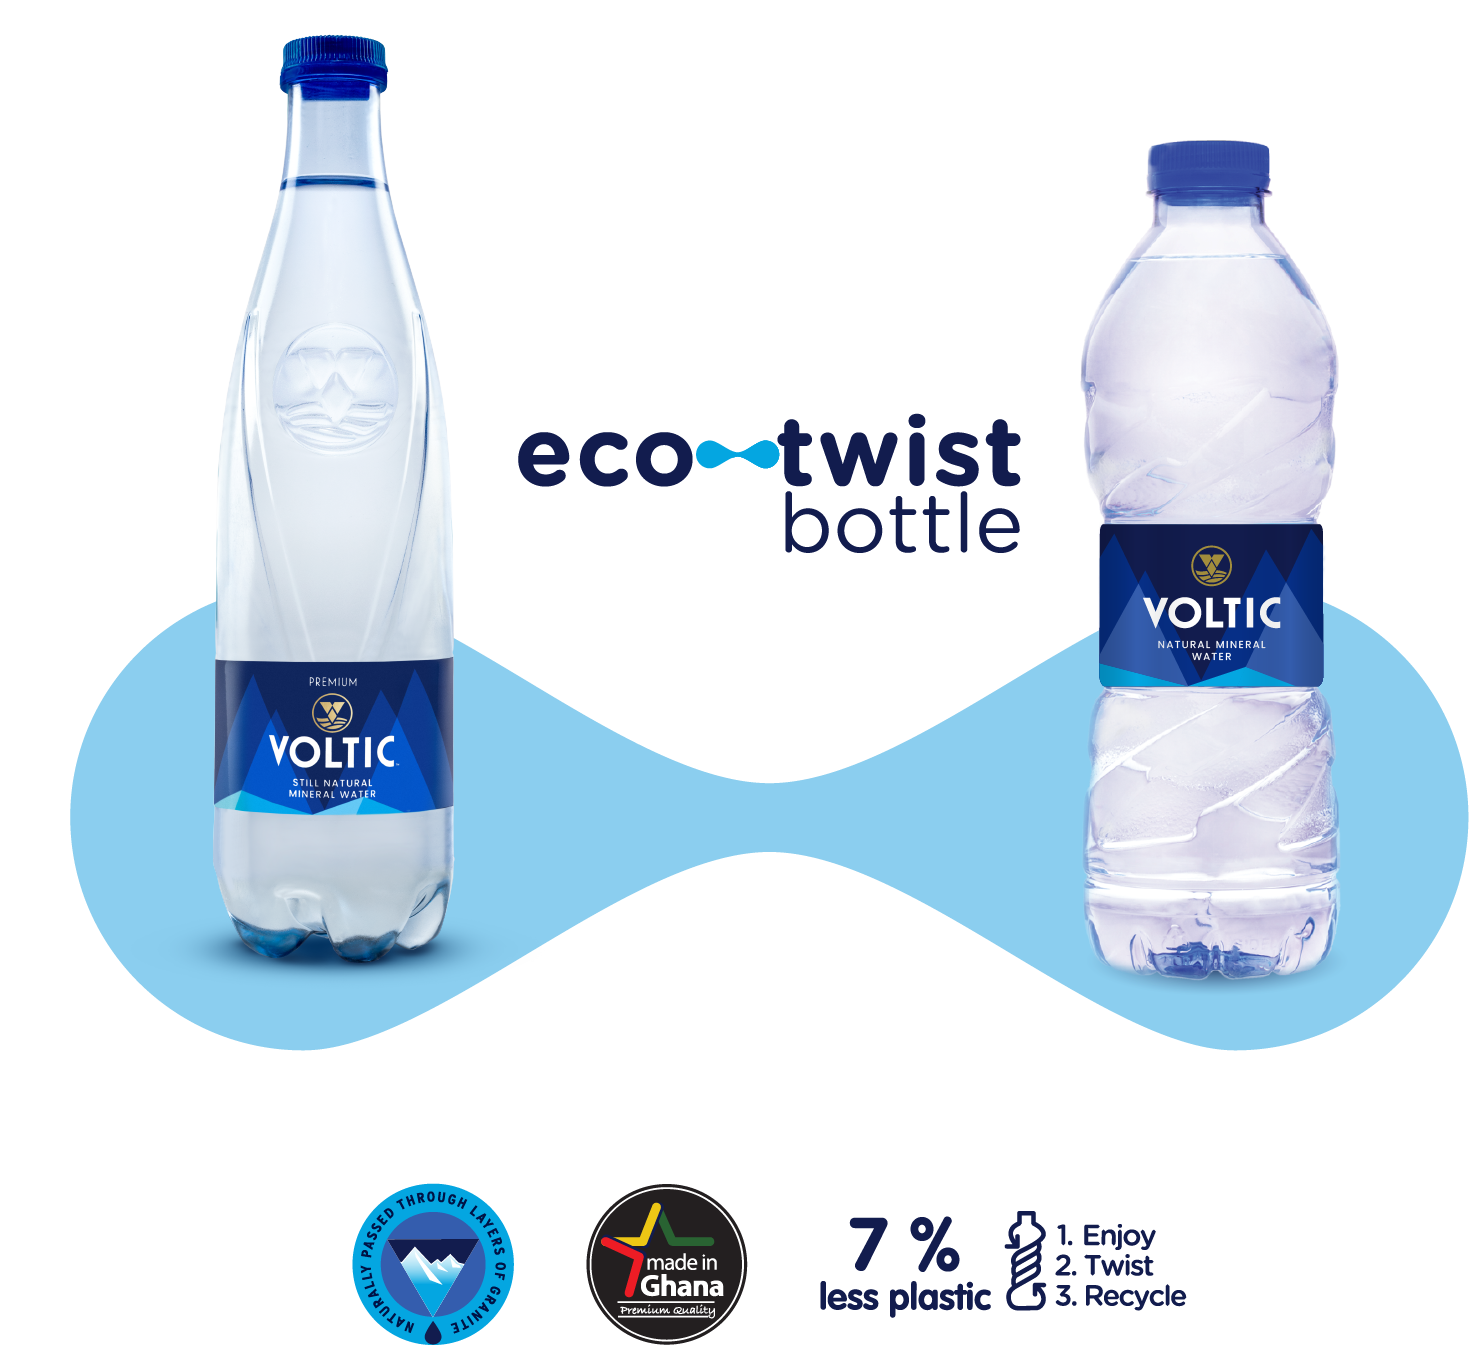 eco twist
bottle
PREMIUM
VOLTIC™
STILL NATURAL
MINERAL WATER
VOLTIC
NATURAL MINERAL
WATER
NATURALLY PASSED THROUGH LAYERS OF GRANITE
made in
Ghana
Premium Quality
7 %
less plastic
1. Enjoy
2. Twist
3. Recycle